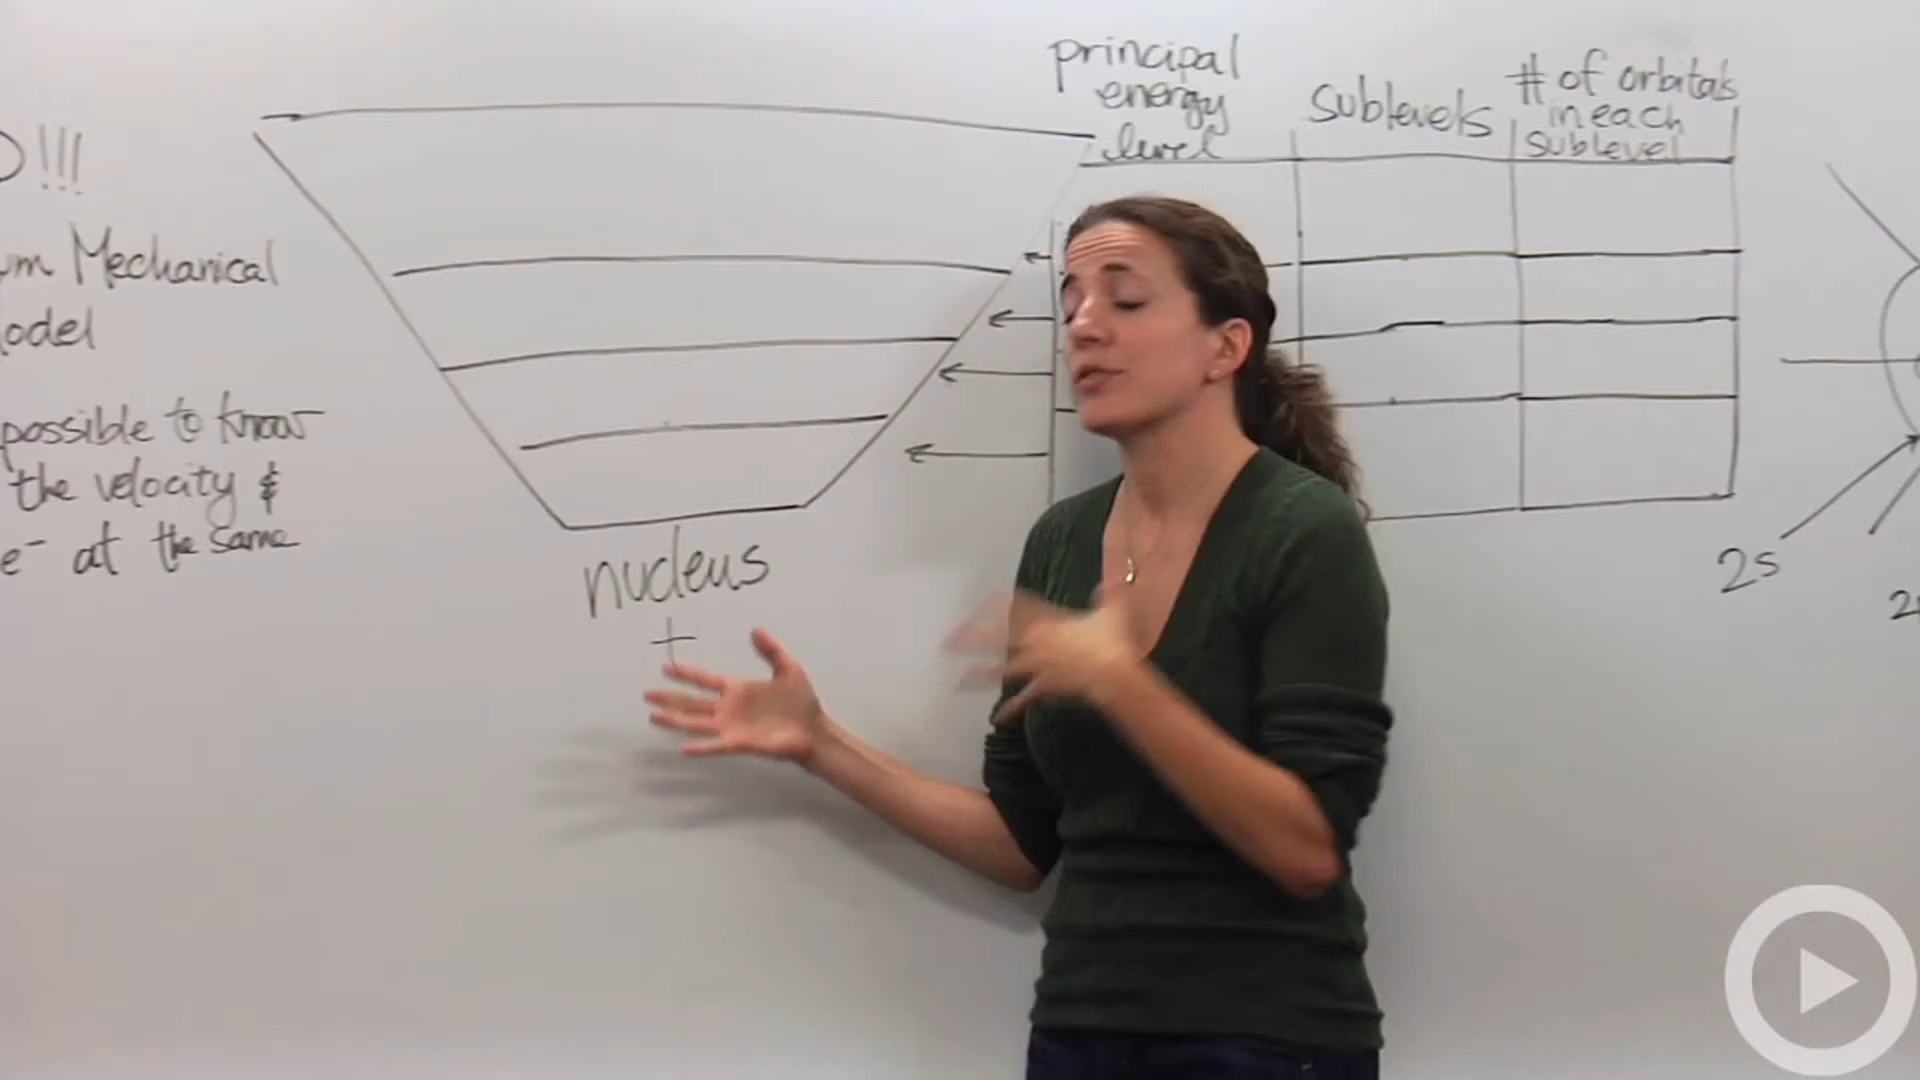 !!!
Mechanical
possible to know
the velocity &
e⁻ at the same
nucleus
+
principal
energy
level
sublevels
# of orbitals
in each
sublevel
2s